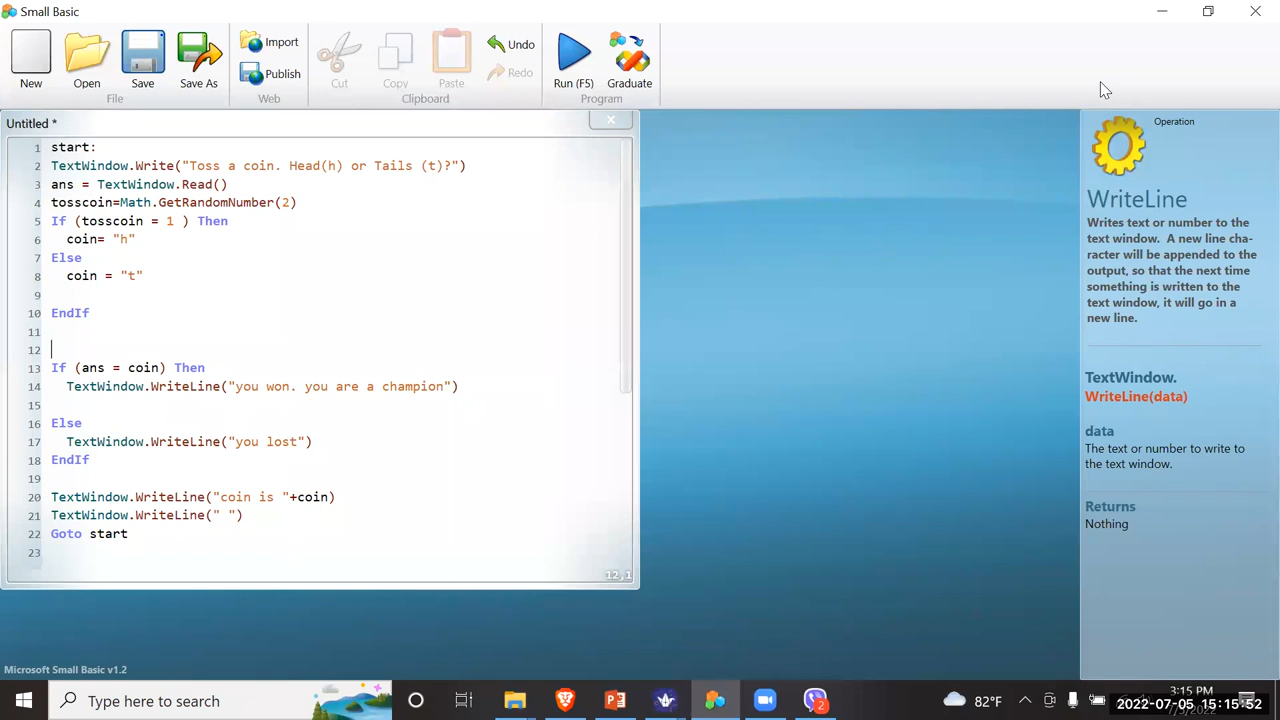 Small Basic
New
Open
Save
Save As
Import
Publish
Cut
Copy
Paste
Undo
Redo
Run (F5)
Graduate
File
Web
Clipboard
Program
Untitled *
1 start:
2 TextWindow.Write("Toss a coin. Head(h) or Tails (t)?")
3 ans = TextWindow.Read()
4 tosscoin=Math.GetRandomNumber(2)
5 If (tosscoin = 1 ) Then
6 coin= "h"
7 Else
8 coin = "t"
9
10 EndIf
11
12
13 If (ans = coin) Then
14 TextWindow.WriteLine("you won. you are a champion")
15
16 Else
17 TextWindow.WriteLine("you lost")
18 EndIf
19
20 TextWindow.WriteLine("coin is "+coin)
21 TextWindow.WriteLine(" ")
22 Goto start
23
12,1
Operation
WriteLine
Writes text or number to the
text window. A new line cha-
racter will be appended to the
output, so that the next time
something is written to the
text window, it will go in a
new line.
TextWindow.
WriteLine(data)
data
The text or number to write to
the text window.
Returns
Nothing
Microsoft Small Basic v1.2
Type here to search
2
82°F
3:15 PM
2022-07-05 15:15:52